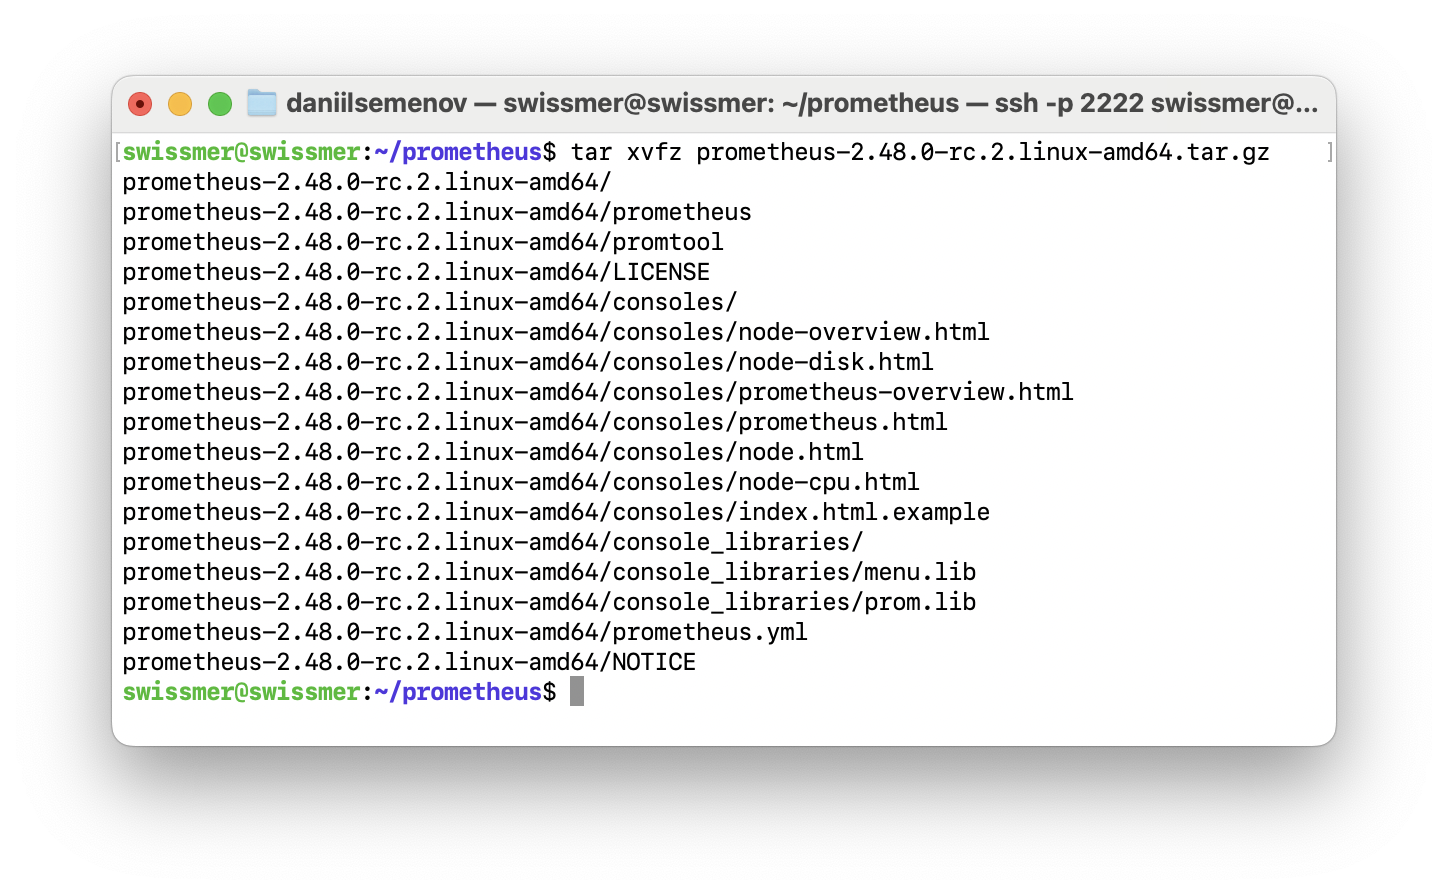 daniilsemenov — swissmer@swissmer: ~/prometheus — ssh -p 2222 swissmer@...
[swissmer@swissmer:~/prometheus$ tar xvfz prometheus-2.48.0-rc.2.linux-amd64.tar.gz ]
prometheus-2.48.0-rc.2.linux-amd64/
prometheus-2.48.0-rc.2.linux-amd64/prometheus
prometheus-2.48.0-rc.2.linux-amd64/promtool
prometheus-2.48.0-rc.2.linux-amd64/LICENSE
prometheus-2.48.0-rc.2.linux-amd64/consoles/
prometheus-2.48.0-rc.2.linux-amd64/consoles/node-overview.html
prometheus-2.48.0-rc.2.linux-amd64/consoles/node-disk.html
prometheus-2.48.0-rc.2.linux-amd64/consoles/prometheus-overview.html
prometheus-2.48.0-rc.2.linux-amd64/consoles/prometheus.html
prometheus-2.48.0-rc.2.linux-amd64/consoles/node.html
prometheus-2.48.0-rc.2.linux-amd64/consoles/node-cpu.html
prometheus-2.48.0-rc.2.linux-amd64/consoles/index.html.example
prometheus-2.48.0-rc.2.linux-amd64/console_libraries/
prometheus-2.48.0-rc.2.linux-amd64/console_libraries/menu.lib
prometheus-2.48.0-rc.2.linux-amd64/console_libraries/prom.lib
prometheus-2.48.0-rc.2.linux-amd64/prometheus.yml
prometheus-2.48.0-rc.2.linux-amd64/NOTICE
swissmer@swissmer:~/prometheus$